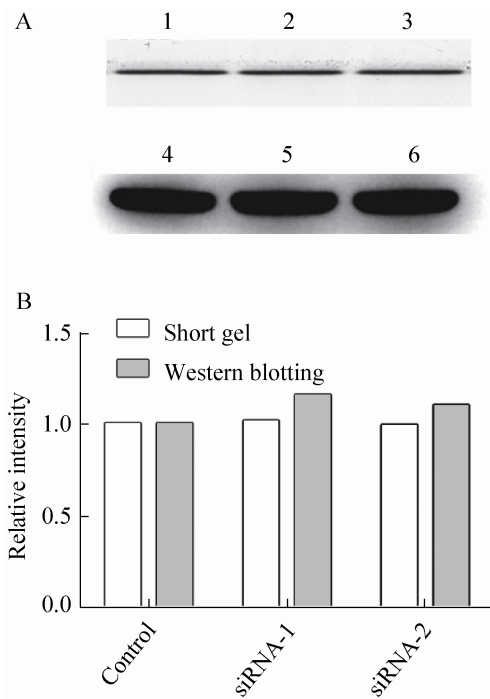 A
1 2 3
4 5 6
B
Short gel
Western blotting
Relative intensity
1.5
1.0
0.5
0.0
Control
siRNA-1
siRNA-2